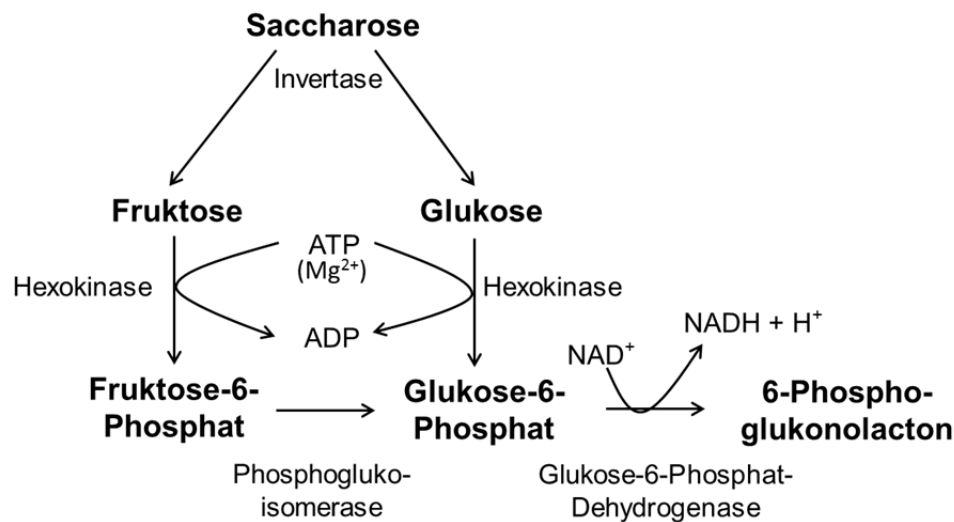 Saccharose
Invertase
Fruktose
Glukose
ATP
(Mg²⁺)
Hexokinase
Hexokinase
ADP
NADH + H⁺
NAD⁺
Fruktose-6-
Phosphat
Glukose-6-
Phosphat
6-Phospho-
glukonolacton
Phosphogluko-
isomerase
Glukose-6-Phosphat-
Dehydrogenase